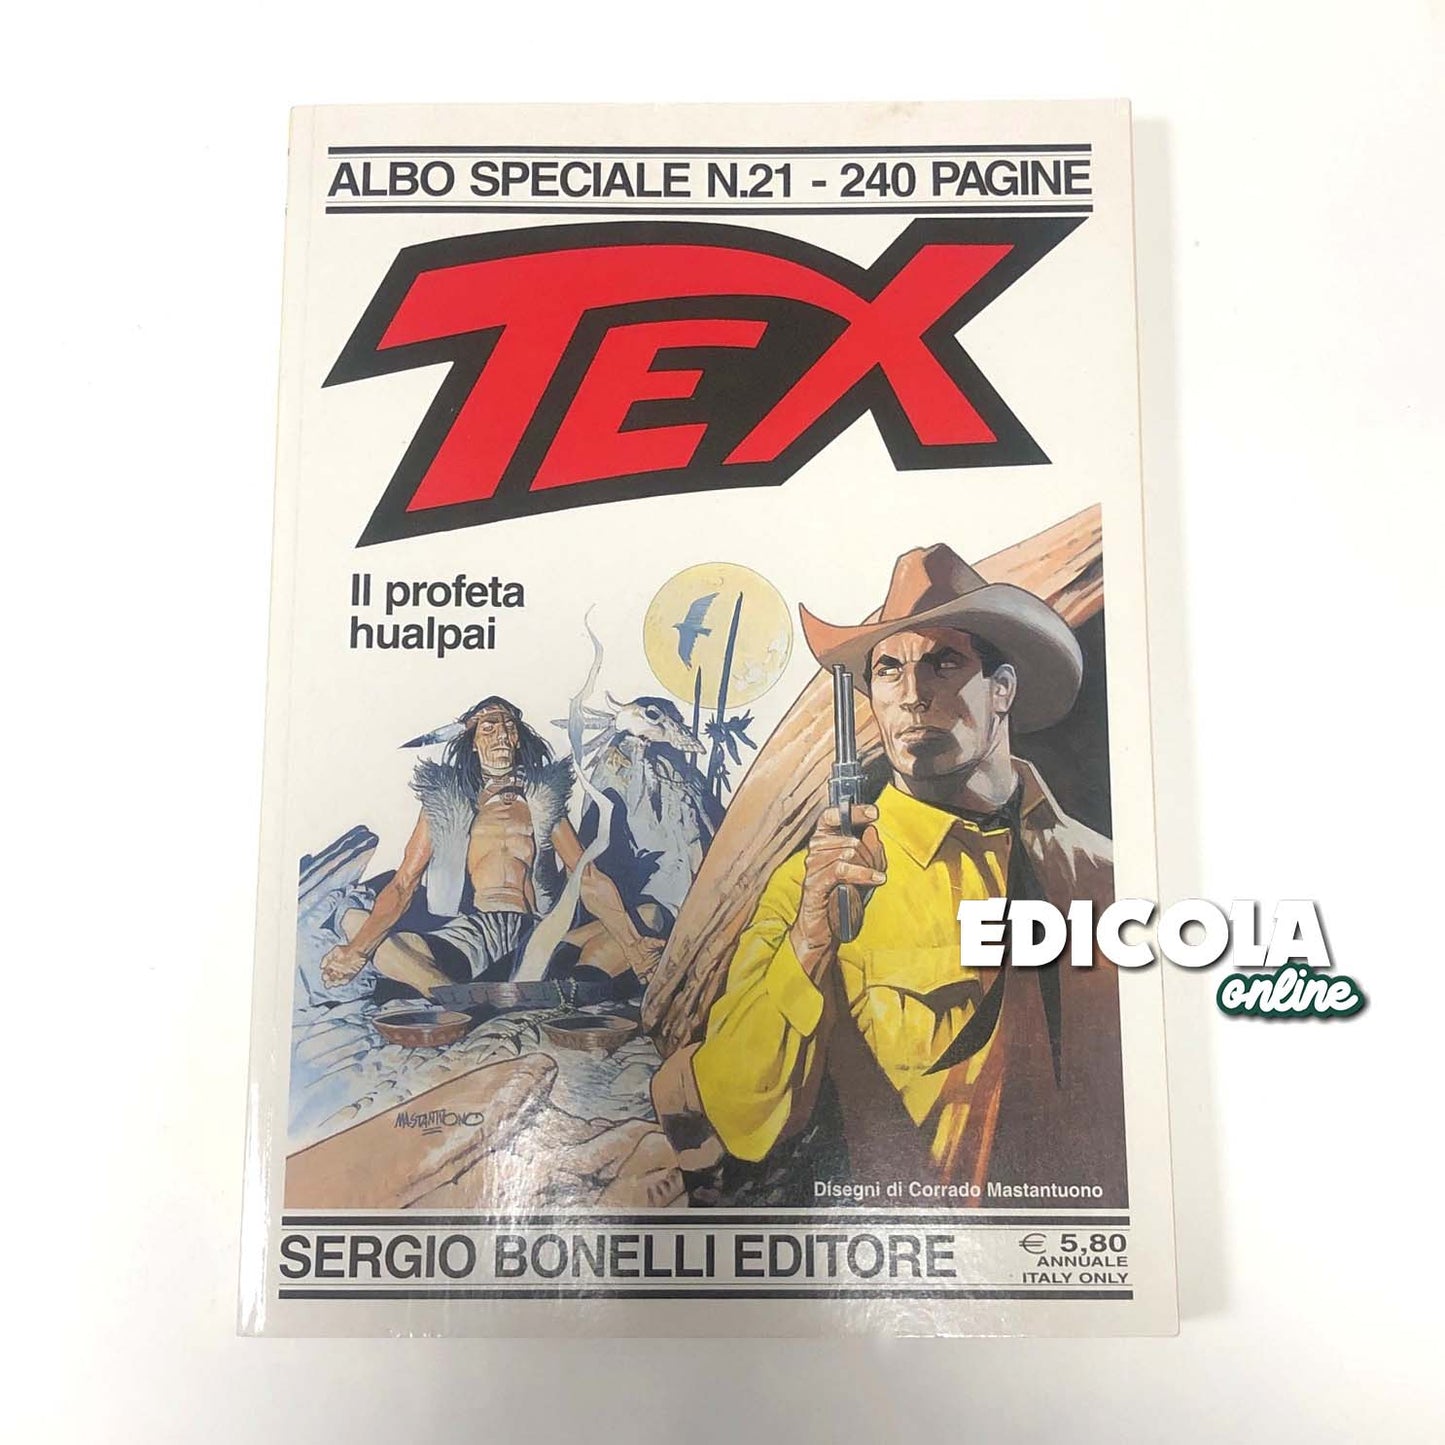 ALBO SPECIALE N.21 - 240 PAGINE
TEX
Il profeta
hualpai
EDICOLA
online
MASTANTUONO
Disegni di Corrado Mastantuono
SERGIO BONELLI EDITORE
€ 5,80
ANNUALE
ITALY ONLY